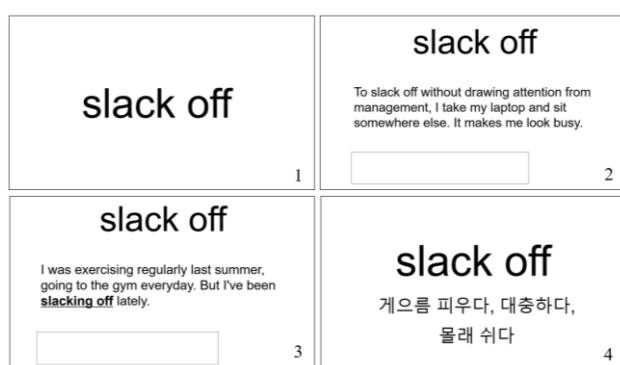 slack off
1
slack off
To slack off without drawing attention from
management, I take my laptop and sit
somewhere else. It makes me look busy.
2
slack off
I was exercising regularly last summer,
going to the gym everyday. But I've been
slacking off lately.
3
slack off
게으름 피우다, 대충하다,
몰래 쉬다
4